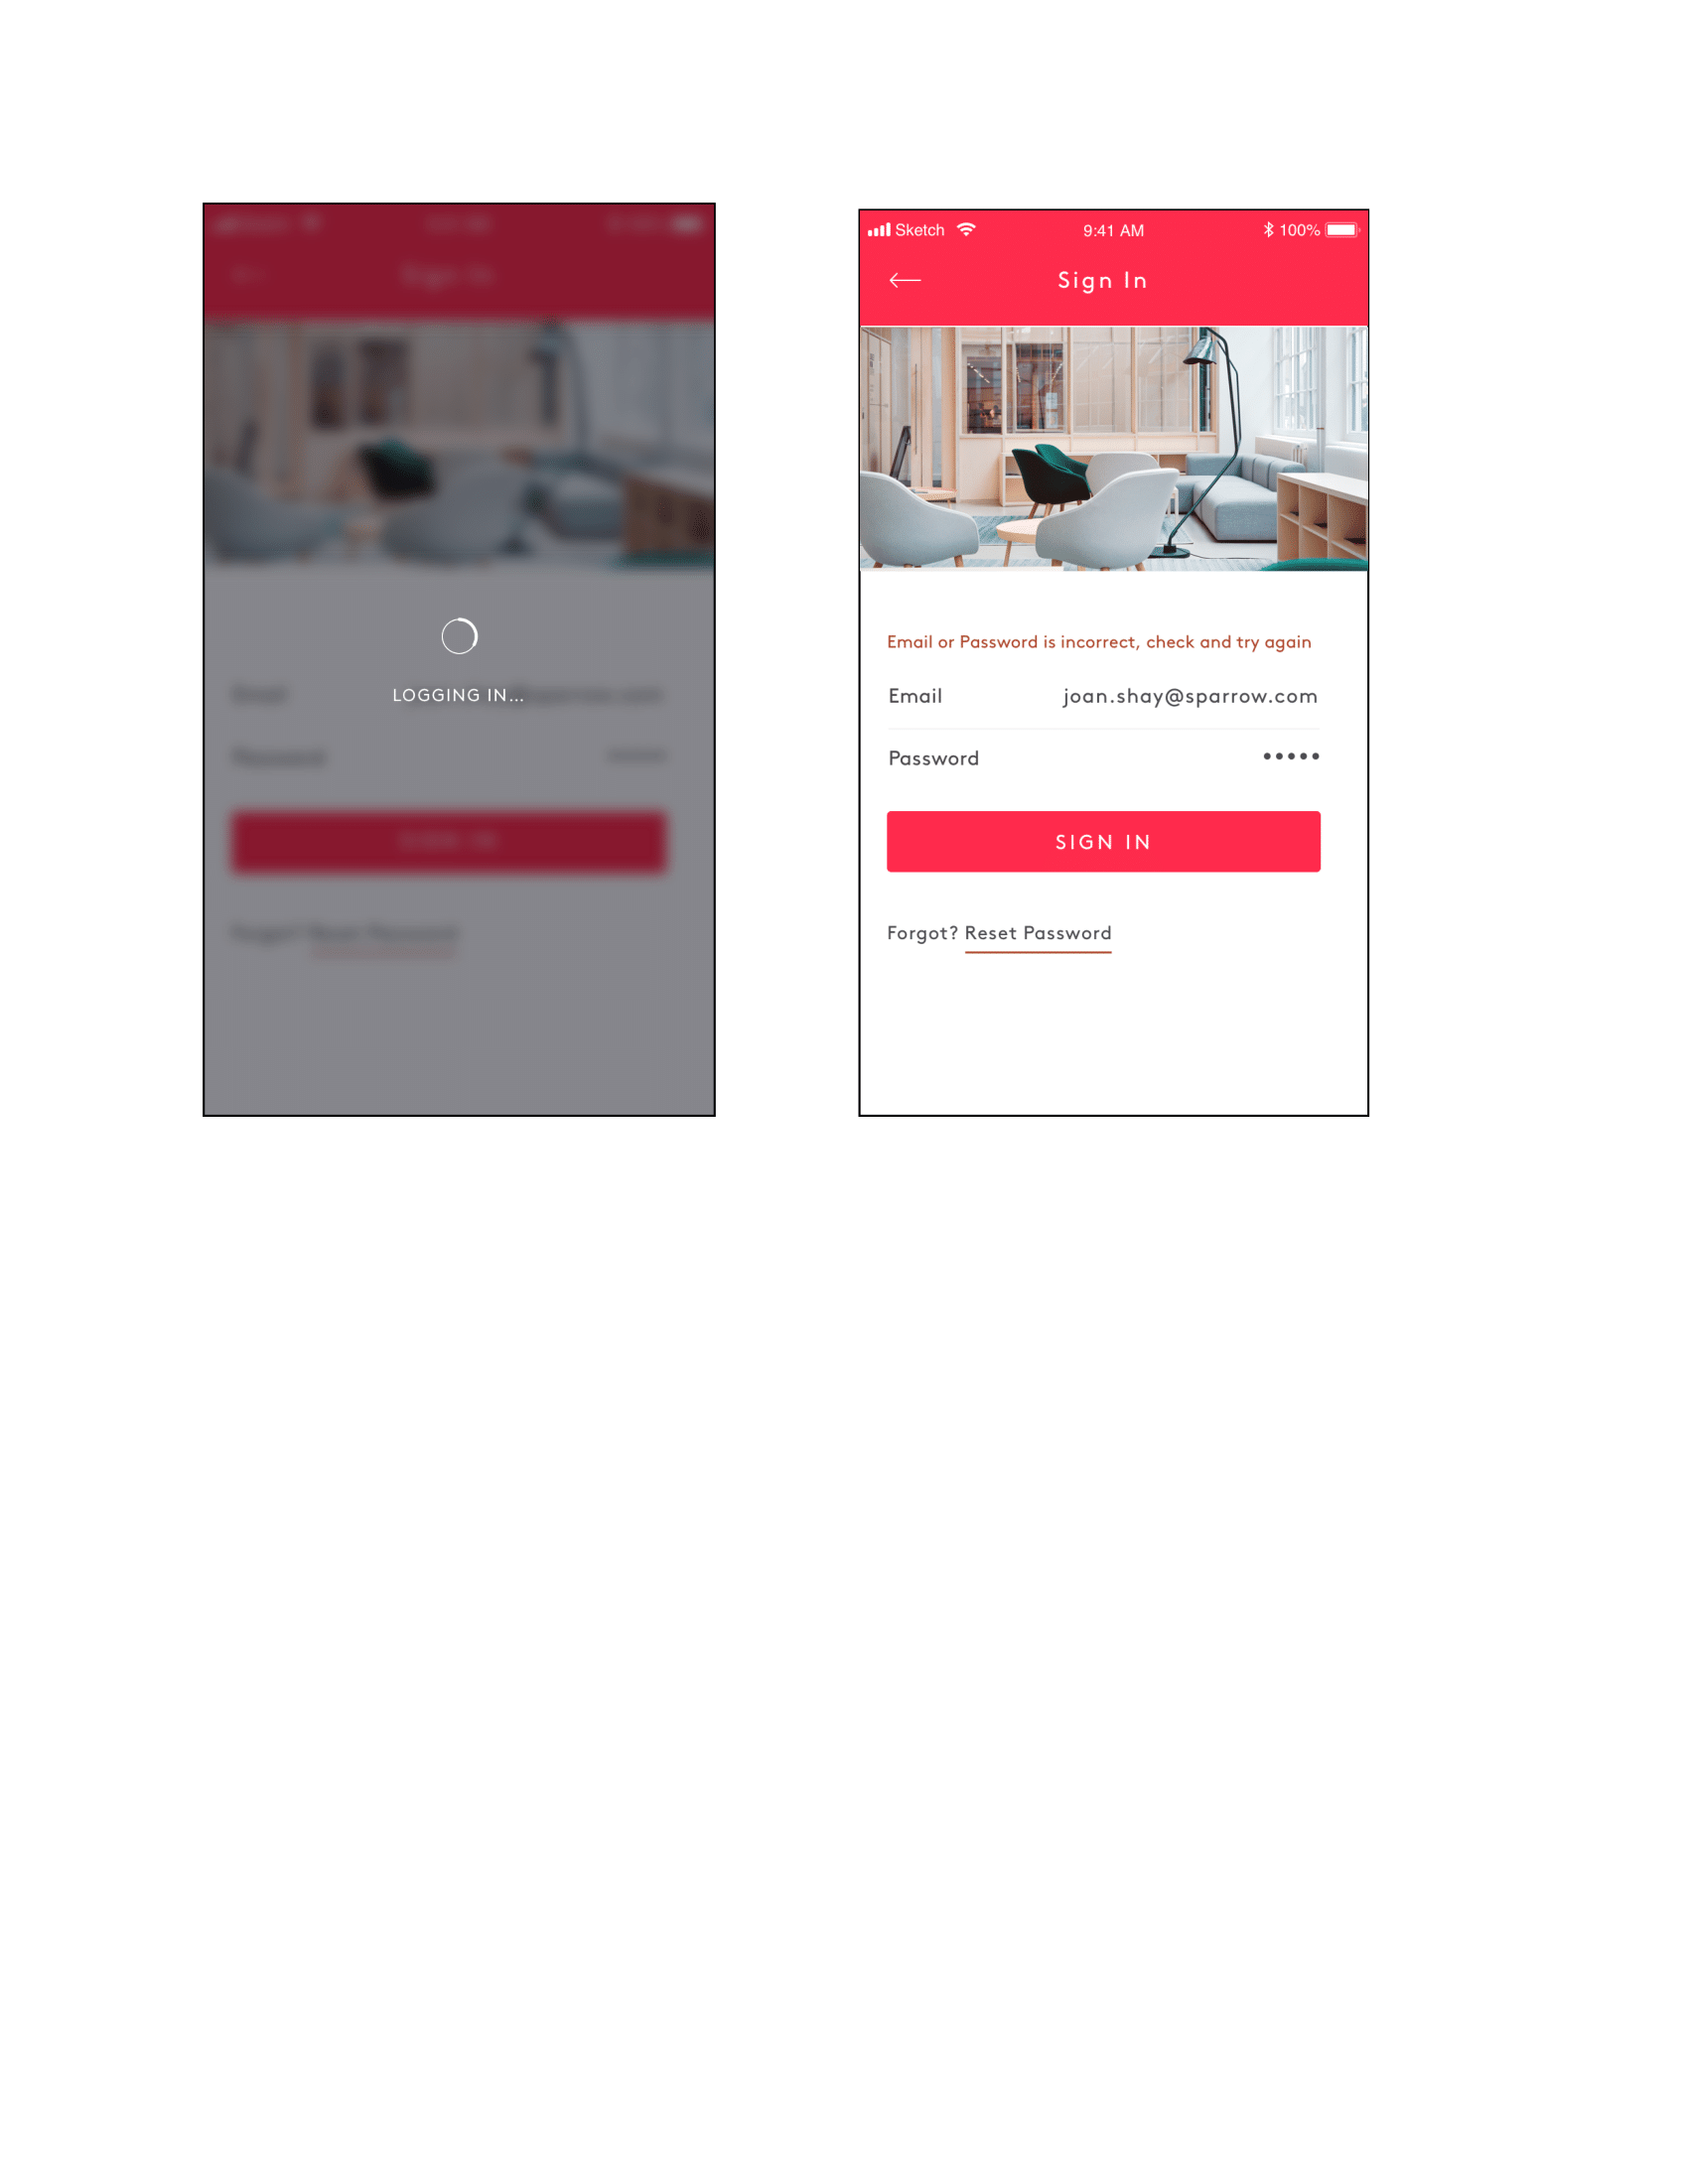 LOGGING IN...
Sketch 9:41 AM 100%
Sign In
Email or Password is incorrect, check and try again
Email joan.shay@sparrow.com
Password •••••
SIGN IN
Forgot? Reset Password